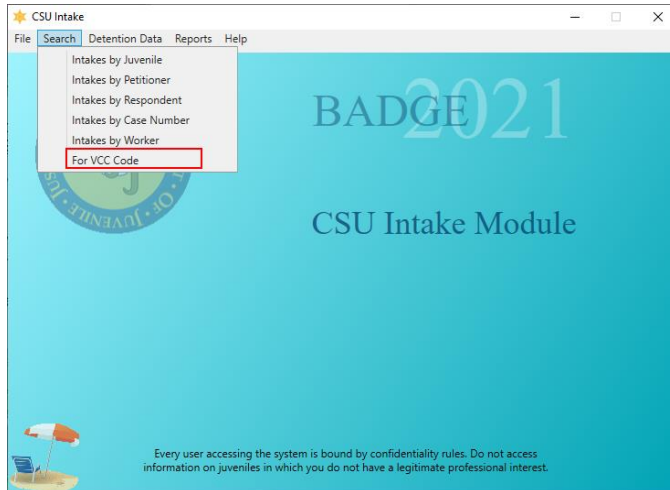 CSU Intake
File Search Detention Data Reports Help
Intakes by Juvenile
Intakes by Petitioner
Intakes by Respondent
Intakes by Case Number
Intakes by Worker
For VCC Code
BADGE 2021
OF JUVENILE JUS
CSU Intake Module
Every user accessing the system is bound by confidentiality rules. Do not access
information on juveniles in which you do not have a legitimate professional interest.